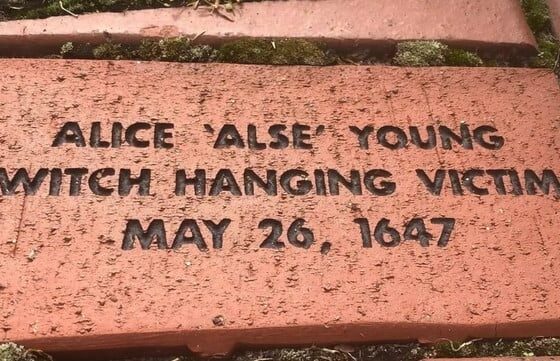 ALICE 'ALSE' YOUNG
WITCH HANGING VICTIM
MAY 26, 1647